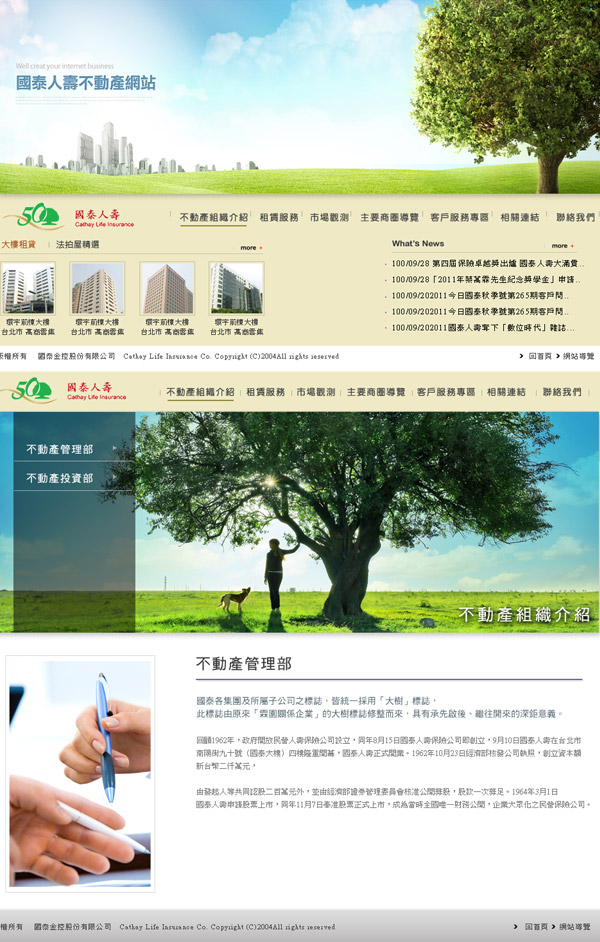 Well creat your internet business
國泰人壽不動產網站
50 國泰人壽
Cathay Life Insurance
不動產組織介紹 租賃服務 市場觀測 主要商圈導覽 客戶服務專區 相關連結 聯絡我們
大樓租賃 法拍屋精選
more +
What's News
more +
環宇前棟大樓 環宇前棟大樓 環宇前棟大樓 環宇前棟大樓
台北市 萬商雲集 台北市 萬商雲集 台北市 萬商雲集 台北市 萬商雲集
100/09/28 第四屆保險卓越獎出爐 國泰人壽大滿貫..
100/09/28「2011年蔡萬霖先生紀念獎學金」申請..
100/09/282011今日國泰秋季號第265期客戶問..
100/09/282011今日國泰秋季號第265期客戶問..
100/09/282011國泰人壽奪下「數位時代」雜誌...
版權所有 國泰金控股份有限公司 Cathay Life Insurance Co. Copyright (C)2004All rights reserved
回首頁 網站導覽
50 國泰人壽
Cathay Life Insurance
不動產組織介紹 租賃服務 市場觀測 主要商圈導覽 客戶服務專區 相關連結 聯絡我們
不動產管理部
不動產投資部
不動產組織介紹
不動產管理部
國泰各集團及所屬子公司之標誌，皆統一採用「大樹」標誌，
此標誌由原來「霖園關係企業」的大樹標誌修整而來，具有承先啟後、繼往開來的深鉅意義。
回顧1962年，政府開放民營人壽保險公司設立，同年8月15日國泰人壽保險公司即創立，9月10日國泰人壽在台北市
南陽街九十號（國泰大樓）四樓隆重開幕，國泰人壽正式開業。1962年10月23日經濟部核發公司執照，創立資本額
新台幣二仟萬元，
由發起人等共同認股二百萬元外，並由經濟部證券管理委員會核准公開募股，股款一次募足。1964年3月1日
國泰人壽申請股票上市，同年11月7日奉准股票正式上市，成為當時全國唯一財務公開，企業大眾化之民營保險公司。
權所有 國泰金控股份有限公司 Cathay Life Insurance Co. Copyright (C)2004All rights reserved
回首頁 網站導覽